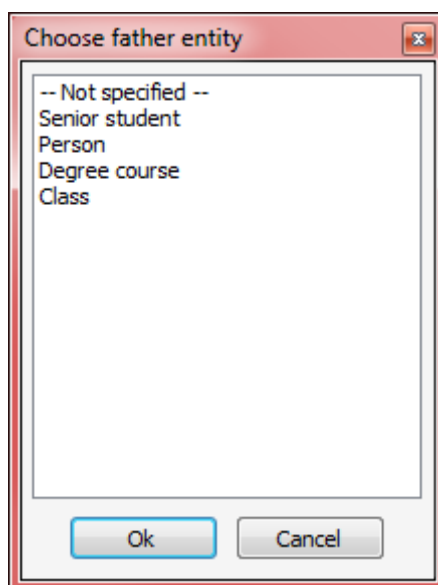 Choose father entity
-- Not specified --
Senior student
Person
Degree course
Class
Ok
Cancel